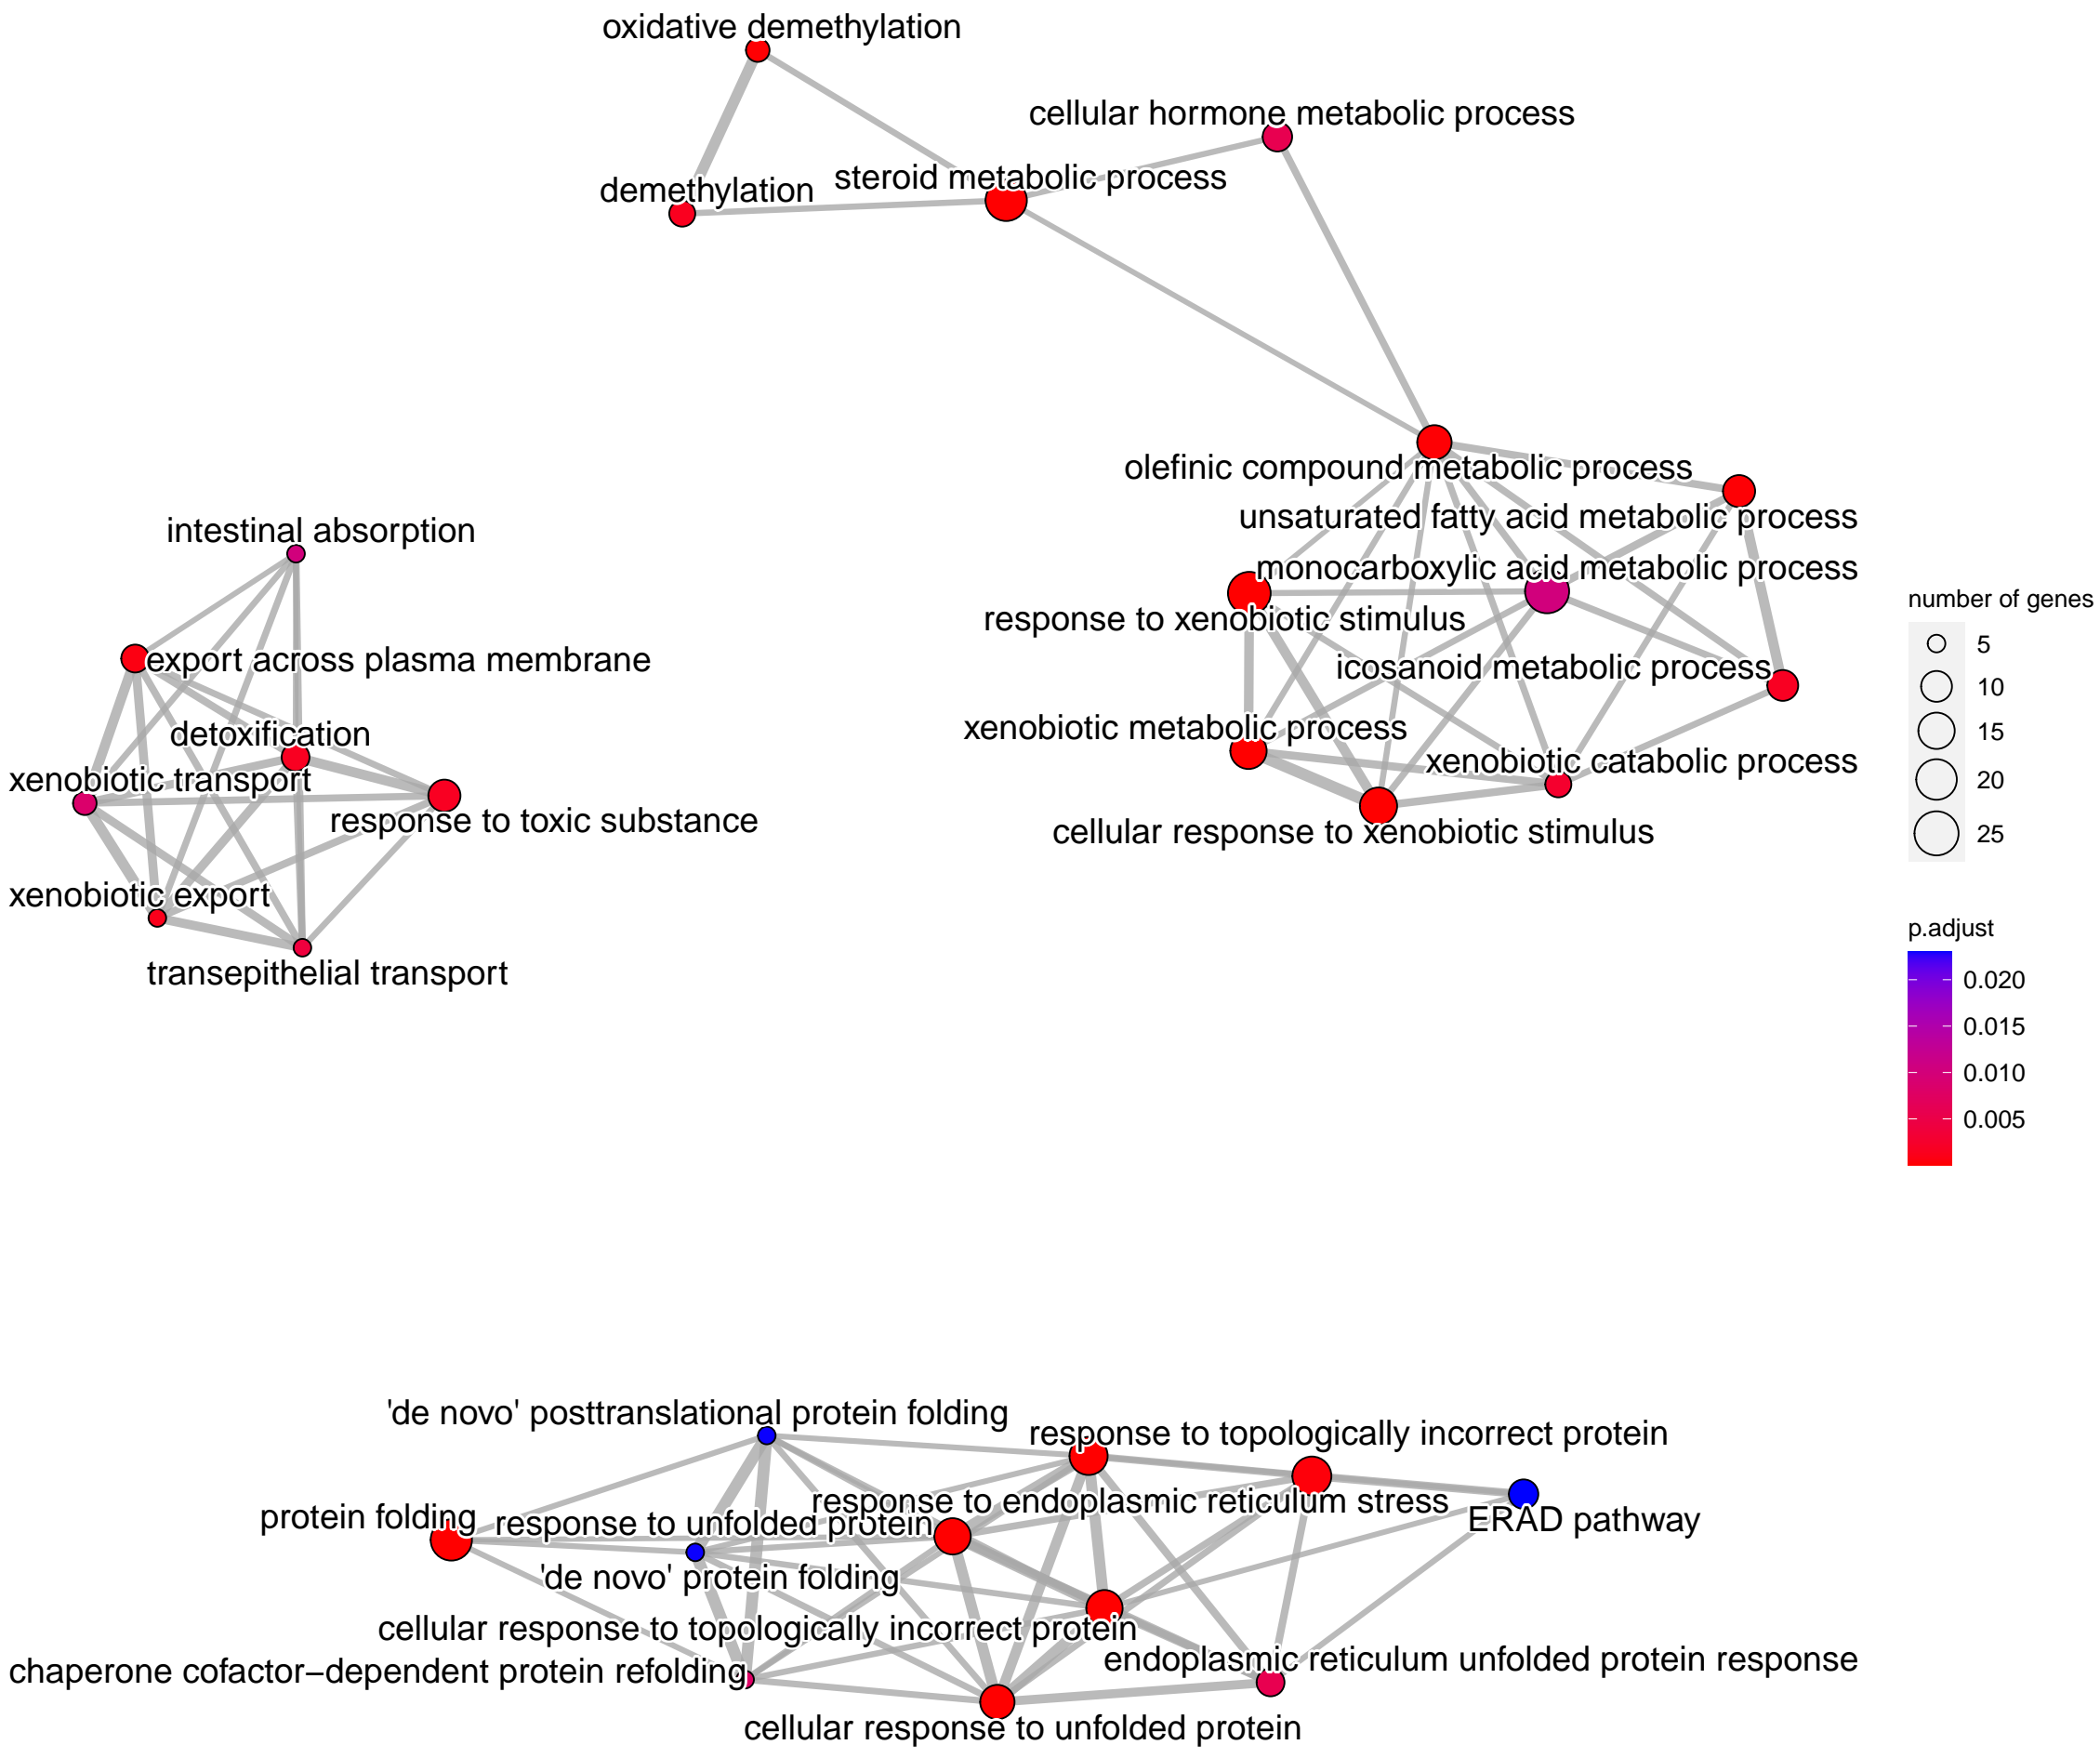 oxidative demethylation
cellular hormone metabolic process
steroid metabolic process
demethylation
olefinic compound metabolic process
unsaturated fatty acid metabolic process
intestinal absorption
monocarboxylic acid metabolic process
number of genes
response to xenobiotic stimulus
5
export across plasma membrane
icosanoid metabolic process
10
detoxification
xenobiotic metabolic process
15
xenobiotic transport
xenobiotic catabolic process
20
response to toxic substance
cellular response to xenobiotic stimulus
25
xenobiotic export
transepithelial transport
p.adjust
0.020
0.015
0.010
0.005
'de novo' posttranslational protein folding
response to topologically incorrect protein
response to endoplasmic reticulum stress
protein folding
response to unfolded protein
ERAD pathway
'de novo' protein folding
cellular response to topologically incorrect protein
endoplasmic reticulum unfolded protein response
chaperone cofactor−dependent protein refolding
cellular response to unfolded protein